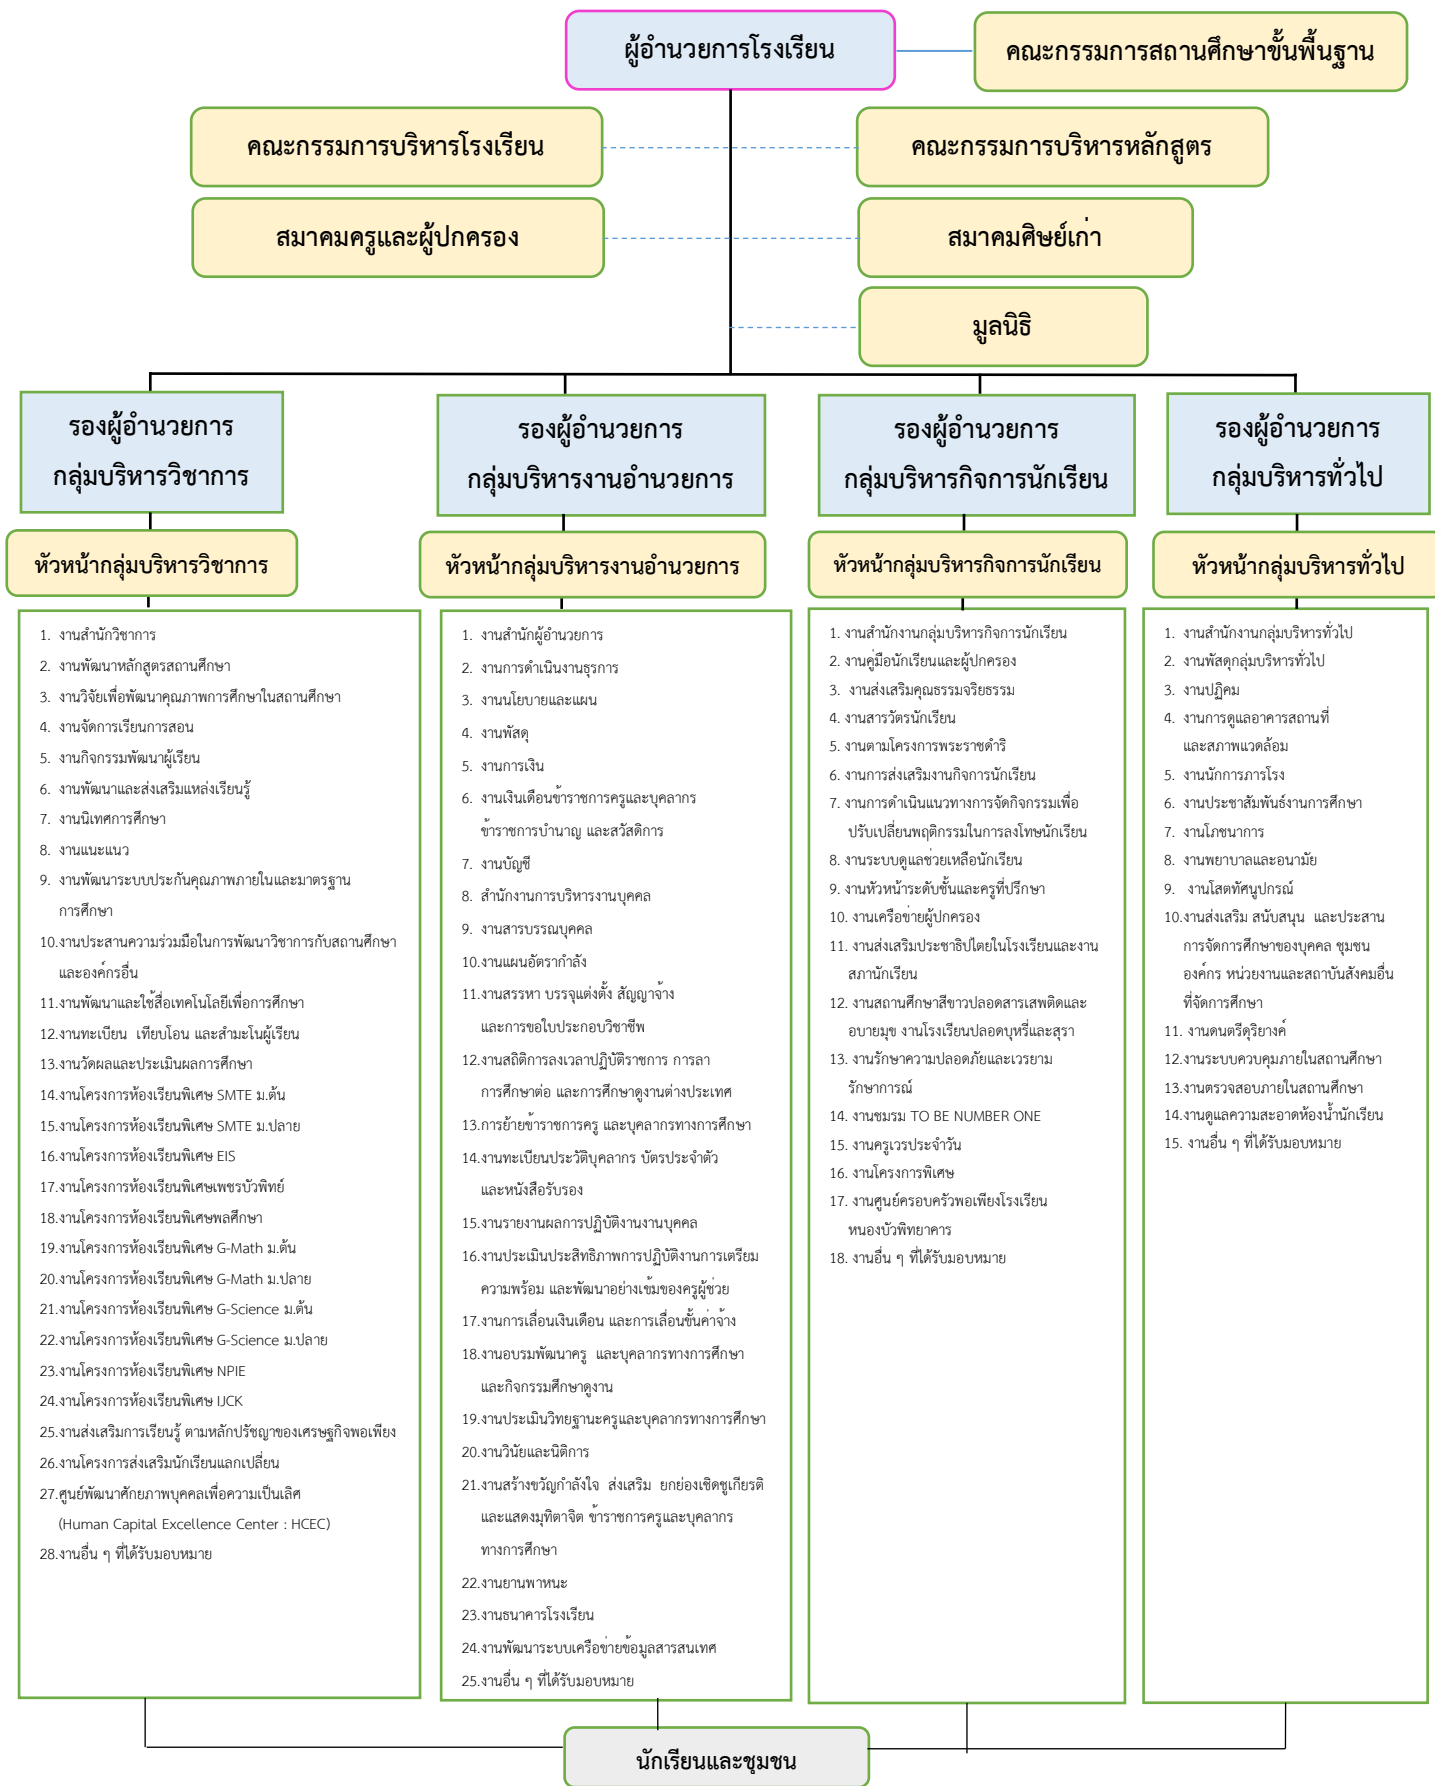 ผู้อำนวยการโรงเรียน
คณะกรรมการสถานศึกษาขั้นพื้นฐาน
คณะกรรมการบริหารโรงเรียน
คณะกรรมการบริหารหลักสูตร
สมาคมครูและผู้ปกครอง
สมาคมศิษย์เก่า
มูลนิธิ
รองผู้อำนวยการ
กลุ่มบริหารวิชาการ
รองผู้อำนวยการ
กลุ่มบริหารงานอำนวยการ
รองผู้อำนวยการ
กลุ่มบริหารกิจการนักเรียน
รองผู้อำนวยการ
กลุ่มบริหารทั่วไป
หัวหน้ากลุ่มบริหารวิชาการ
หัวหน้ากลุ่มบริหารงานอำนวยการ
หัวหน้ากลุ่มบริหารกิจการนักเรียน
หัวหน้ากลุ่มบริหารทั่วไป
1. งานสำนักวิชาการ
2. งานพัฒนาหลักสูตรสถานศึกษา
3. งานวิจัยเพื่อพัฒนาคุณภาพการศึกษาในสถานศึกษา
4. งานจัดการเรียนการสอน
5. งานกิจกรรมพัฒนาผู้เรียน
6. งานพัฒนาและส่งเสริมแหล่งเรียนรู้
7. งานนิเทศการศึกษา
8. งานแนะแนว
9. งานพัฒนาระบบประกันคุณภาพภายในและมาตรฐาน
การศึกษา
10.งานประสานความร่วมมือในการพัฒนาวิชาการกับสถานศึกษา
และองค์กรอื่น
11.งานพัฒนาและใช้สื่อเทคโนโลยีเพื่อการศึกษา
12.งานทะเบียน เทียบโอน และสำมะโนผู้เรียน
13.งานวัดผลและประเมินผลการศึกษา
14.งานโครงการห้องเรียนพิเศษ SMTE ม.ต้น
15.งานโครงการห้องเรียนพิเศษ SMTE ม.ปลาย
16.งานโครงการห้องเรียนพิเศษ EIS
17.งานโครงการห้องเรียนพิเศษเพชรบัวพิทย์
18.งานโครงการห้องเรียนพิเศษพลศึกษา
19.งานโครงการห้องเรียนพิเศษ G-Math ม.ต้น
20.งานโครงการห้องเรียนพิเศษ G-Math ม.ปลาย
21.งานโครงการห้องเรียนพิเศษ G-Science ม.ต้น
22.งานโครงการห้องเรียนพิเศษ G-Science ม.ปลาย
23.งานโครงการห้องเรียนพิเศษ NPIE
24.งานโครงการห้องเรียนพิเศษ IJCK
25.งานส่งเสริมการเรียนรู้ ตามหลักปรัชญาของเศรษฐกิจพอเพียง
26.งานโครงการส่งเสริมนักเรียนแลกเปลี่ยน
27.ศูนย์พัฒนาศักยภาพบุคคลเพื่อความเป็นเลิศ
(Human Capital Excellence Center : HCEC)
28.งานอื่น ๆ ที่ได้รับมอบหมาย
1. งานสำนักผู้อำนวยการ
2. งานการดำเนินงานธุรการ
3. งานนโยบายและแผน
4. งานพัสดุ
5. งานการเงิน
6. งานเงินเดือนข้าราชการครูและบุคลากร
ข้าราชการบำนาญ และสวัสดิการ
7. งานบัญชี
8. สำนักงานการบริหารงานบุคคล
9. งานสารบรรณบุคคล
10.งานแผนอัตรากำลัง
11.งานสรรหา บรรจุแต่งตั้ง สัญญาจ้าง
และการขอใบประกอบวิชาชีพ
12.งานสถิติการลงเวลาปฏิบัติราชการ การลา
การศึกษาต่อ และการศึกษาดูงานต่างประเทศ
13.การย้ายข้าราชการครู และบุคลากรทางการศึกษา
14.งานทะเบียนประวัติบุคลากร บัตรประจำตัว
และหนังสือรับรอง
15.งานรายงานผลการปฏิบัติงานงานบุคคล
16.งานประเมินประสิทธิภาพการปฏิบัติงานการเตรียม
ความพร้อม และพัฒนาอย่างเข้มของครูผู้ช่วย
17.งานการเลื่อนเงินเดือน และการเลื่อนขั้นค่าจ้าง
18.งานอบรมพัฒนาครู และบุคลากรทางการศึกษา
และกิจกรรมศึกษาดูงาน
19.งานประเมินวิทยฐานะครูและบุคลากรทางการศึกษา
20.งานวินัยและนิติการ
21.งานสร้างขวัญกำลังใจ ส่งเสริม ยกย่องเชิดชูเกียรติ
และแสดงมุทิตาจิต ข้าราชการครูและบุคลากร
ทางการศึกษา
22.งานยานพาหนะ
23.งานธนาคารโรงเรียน
24.งานพัฒนาระบบเครือข่ายข้อมูลสารสนเทศ
25.งานอื่น ๆ ที่ได้รับมอบหมาย
1. งานสำนักงานกลุ่มบริหารกิจการนักเรียน
2. งานคู่มือนักเรียนและผู้ปกครอง
3. งานส่งเสริมคุณธรรมจริยธรรม
4. งานสารวัตรนักเรียน
5. งานตามโครงการพระราชดำริ
6. งานการส่งเสริมงานกิจการนักเรียน
7. งานการดำเนินแนวทางการจัดกิจกรรมเพื่อ
ปรับเปลี่ยนพฤติกรรมในการลงโทษนักเรียน
8. งานระบบดูแลช่วยเหลือนักเรียน
9. งานหัวหน้าระดับชั้นและครูที่ปรึกษา
10. งานเครือข่ายผู้ปกครอง
11. งานส่งเสริมประชาธิปไตยในโรงเรียนและงาน
สภานักเรียน
12. งานสถานศึกษาสีขาวปลอดสารเสพติดและ
อบายมุข งานโรงเรียนปลอดบุหรี่และสุรา
13. งานรักษาความปลอดภัยและเวรยาม
รักษาการณ์
14. งานชมรม TO BE NUMBER ONE
15. งานครูเวรประจำวัน
16. งานโครงการพิเศษ
17. งานศูนย์ครอบครัวพอเพียงโรงเรียน
หนองบัวพิทยาคาร
18. งานอื่น ๆ ที่ได้รับมอบหมาย
1. งานสำนักงานกลุ่มบริหารทั่วไป
2. งานพัสดุกลุ่มบริหารทั่วไป
3. งานปฏิคม
4. งานการดูแลอาคารสถานที่
และสภาพแวดล้อม
5. งานนักการภารโรง
6. งานประชาสัมพันธ์งานการศึกษา
7. งานโภชนาการ
8. งานพยาบาลและอนามัย
9. งานโสตทัศนูปกรณ์
10.งานส่งเสริม สนับสนุน และประสาน
การจัดการศึกษาของบุคคล ชุมชน
องค์กร หน่วยงานและสถาบันสังคมอื่น
ที่จัดการศึกษา
11. งานดนตรีดุริยางค์
12.งานระบบควบคุมภายในสถานศึกษา
13.งานตรวจสอบภายในสถานศึกษา
14.งานดูแลความสะอาดห้องน้ำนักเรียน
15. งานอื่น ๆ ที่ได้รับมอบหมาย
นักเรียนและชุมชน